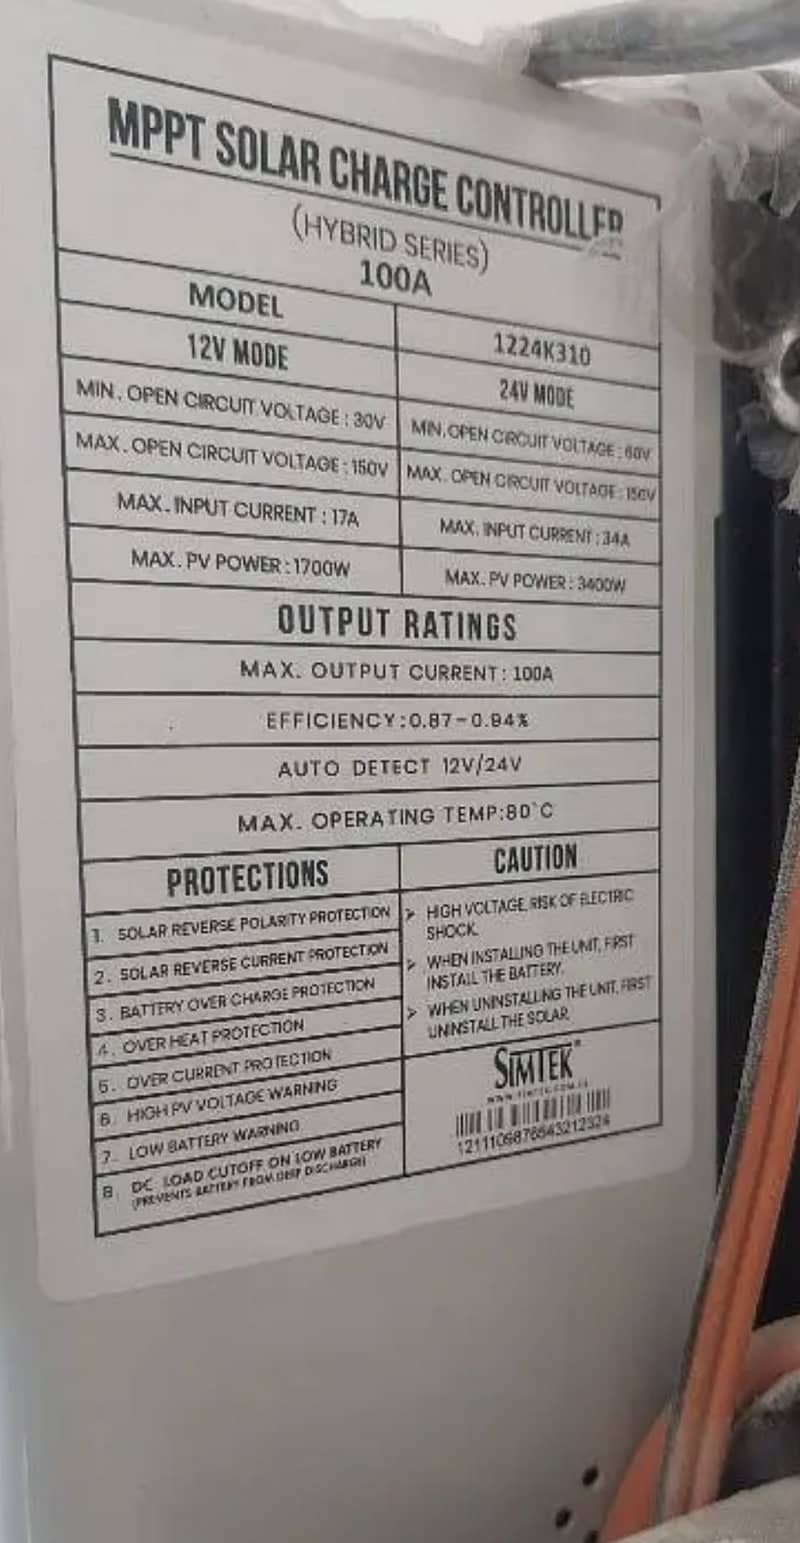 MPPT SOLAR CHARGE CONTROLLER
(HYBRID SERIES)
100A
MODEL
1224K310
12V MODE
24V MODE
MIN. OPEN CIRCUIT VOLTAGE : 30V
MIN. OPEN CIRCUIT VOLTAGE : 60V
MAX. OPEN CIRCUIT VOLTAGE : 150V
MAX. OPEN CIRCUIT VOLTAGE : 150V
MAX. INPUT CURRENT : 17A
MAX. INPUT CURRENT : 34A
MAX. PV POWER : 1700W
MAX. PV POWER : 3400W
OUTPUT RATINGS
MAX. OUTPUT CURRENT : 100A
EFFICIENCY : 0.87 - 0.94%
AUTO DETECT 12V/24V
MAX. OPERATING TEMP:80°C
PROTECTIONS
1. SOLAR REVERSE POLARITY PROTECTION
2. SOLAR REVERSE CURRENT PROTECTION
3. BATTERY OVER CHARGE PROTECTION
4. OVER HEAT PROTECTION
5. OVER CURRENT PROTECTION
6. HIGH PV VOLTAGE WARNING
7. LOW BATTERY WARNING
8. DC LOAD CUTOFF ON LOW BATTERY
(PREVENTS BATTERY FROM DEEP DISCHARGE)
CAUTION
➢ HIGH VOLTAGE, RISK OF ELECTRIC
SHOCK.
➢ WHEN INSTALLING THE UNIT, FIRST
INSTALL THE BATTERY.
➢ WHEN UNINSTALLING THE UNIT, FIRST
UNINSTALL THE SOLAR.
SIMTEK®